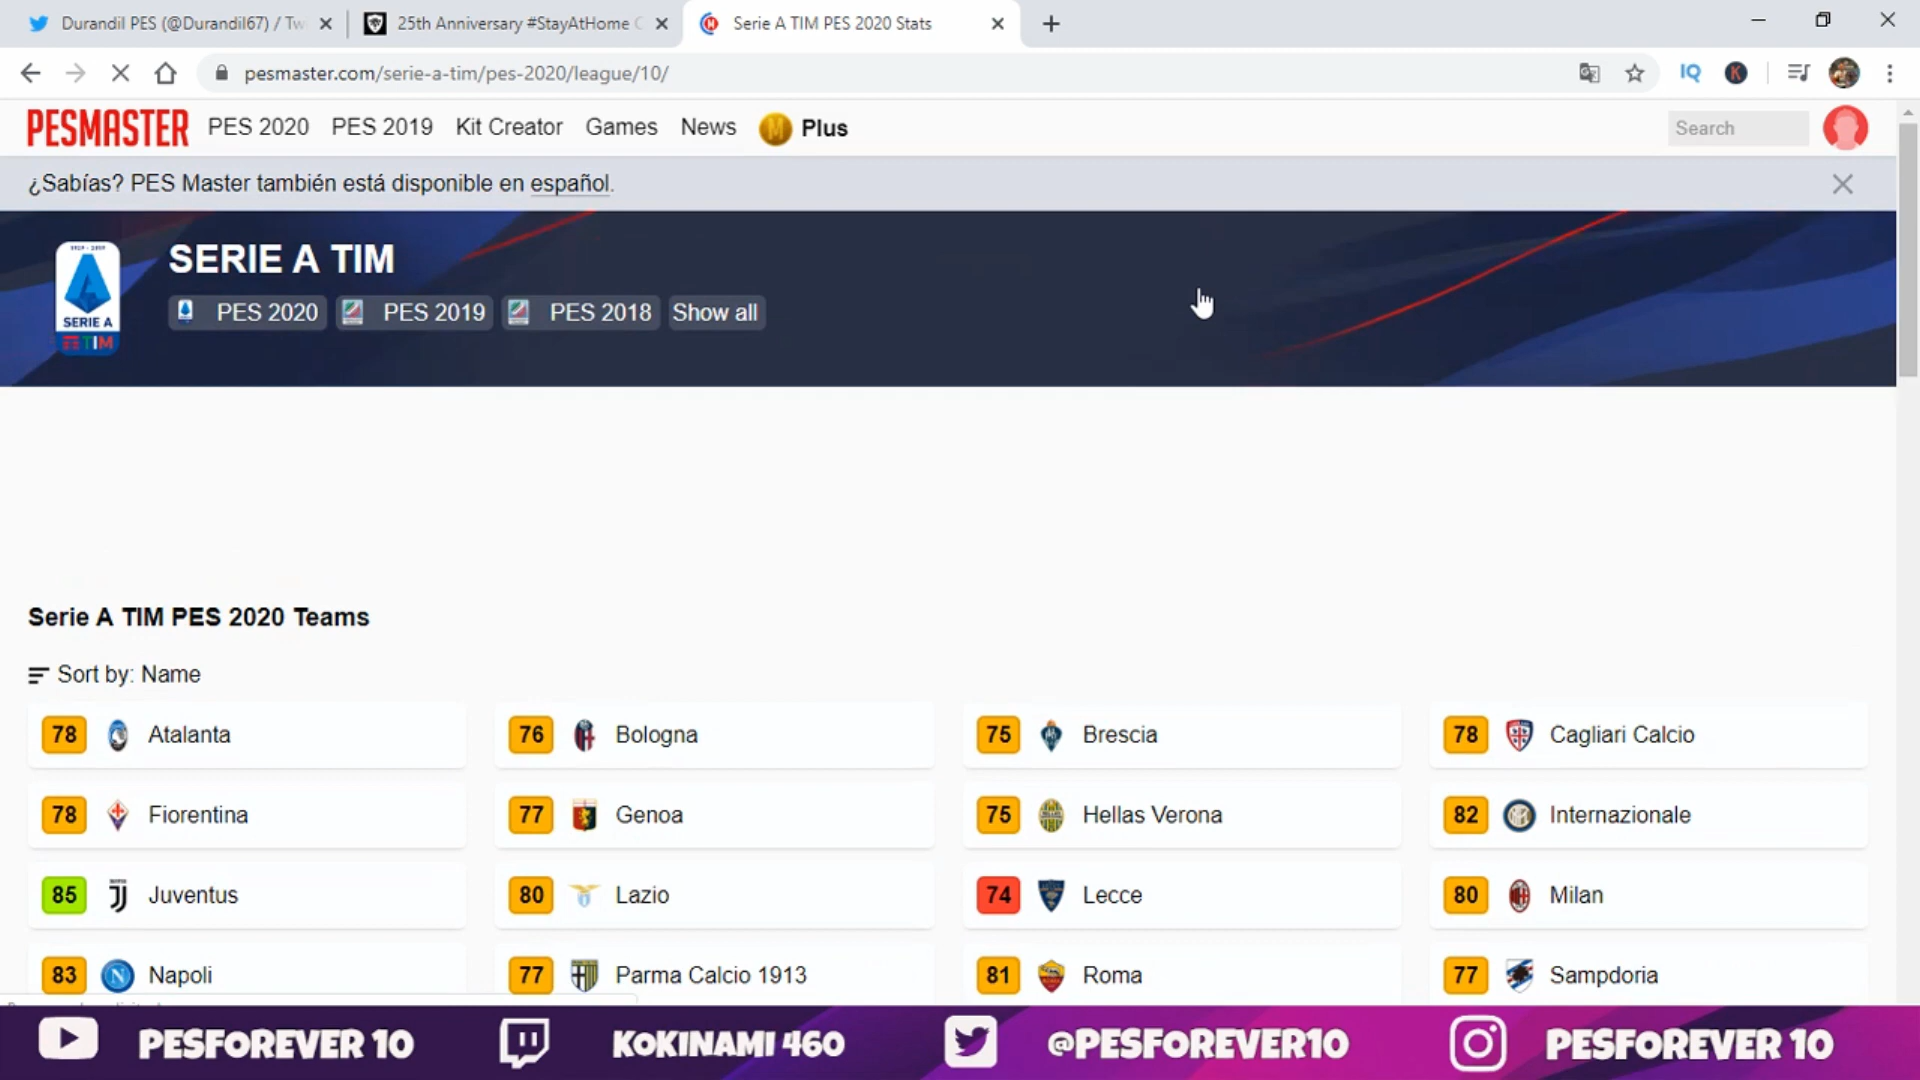 Durandil PES (@Durandil67) / Tw
25th Anniversary #StayAtHome C
Serie A TIM PES 2020 Stats
pesmaster.com/serie-a-tim/pes-2020/league/10/
IQ
K
PESMASTER PES 2020 PES 2019 Kit Creator Games News M Plus Search
¿Sabías? PES Master también está disponible en español.
SERIE A TIM
SERIE A
TIM
PES 2020 PES 2019 PES 2018 Show all
Serie A TIM PES 2020 Teams
Sort by: Name
78 Atalanta 76 Bologna 75 Brescia 78 Cagliari Calcio
78 Fiorentina 77 Genoa 75 Hellas Verona 82 Internazionale
85 Juventus 80 Lazio 74 Lecce 80 Milan
83 Napoli 77 Parma Calcio 1913 81 Roma 77 Sampdoria
PESFOREVER 10 KOKINAMI 460 @PESFOREVER10 PESFOREVER 10